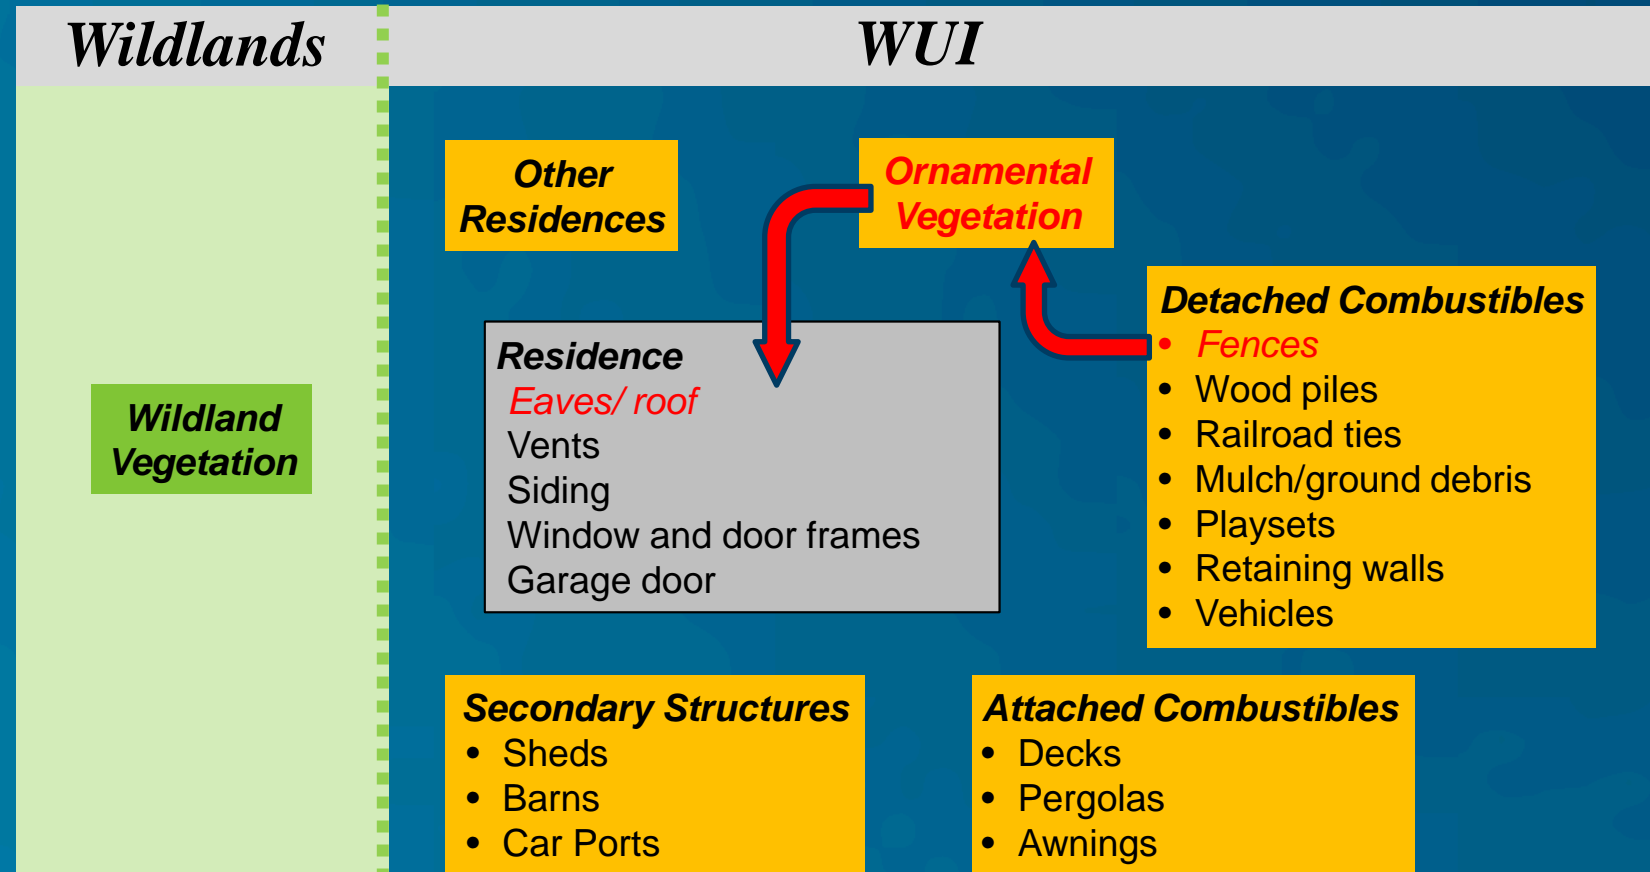 Wildlands
WUI
Other
Residences
Ornamental
Vegetation
Wildland
Vegetation
Residence
Eaves/ roof
Vents
Siding
Window and door frames
Garage door
Detached Combustibles
• Fences
• Wood piles
• Railroad ties
• Mulch/ground debris
• Playsets
• Retaining walls
• Vehicles
Secondary Structures
• Sheds
• Barns
• Car Ports
Attached Combustibles
• Decks
• Pergolas
• Awnings